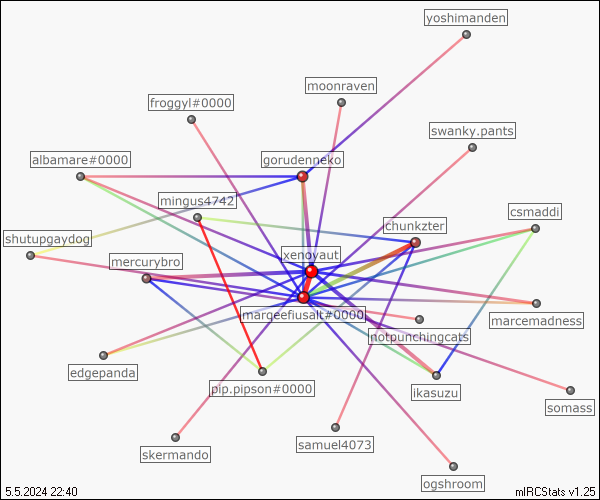 yoshimanden
moonraven
froggyl#0000
swanky.pants
albamare#0000
gorudenneko
mingus4742
csmaddi
chunkzter
shutupgaydog
xenoyaut
mercurybro
margeefiusalt#0000
marcemadness
notpunchingcats
edgepanda
pip.pipson#0000
ikasuzu
somass
samuel4073
skermando
ogshroom
5.5.2024 22:40
mIRCStats v1.25